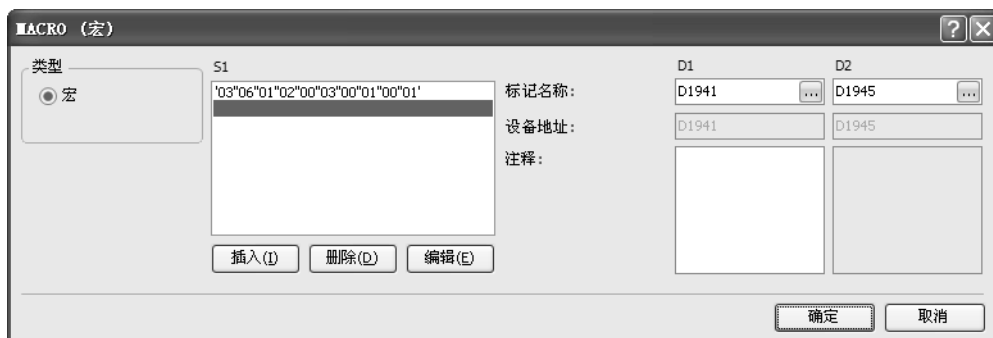 MACRO (宏)
类型
宏
S1
'03''06''01''02''00''03''00''01''00''01'
插入(I)
删除(D)
编辑(E)
D1
D2
标记名称:
D1941
...
D1945
...
设备地址:
D1941
D1945
注释:
确定
取消